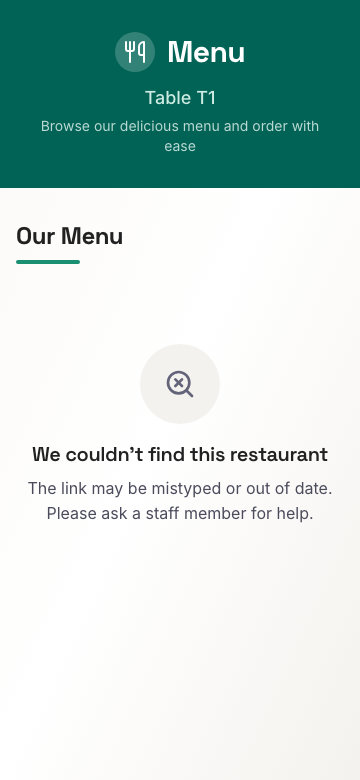 Menu
Table T1
Browse our delicious menu and order with
ease
Our Menu
We couldn't find this restaurant
The link may be mistyped or out of date.
Please ask a staff member for help.